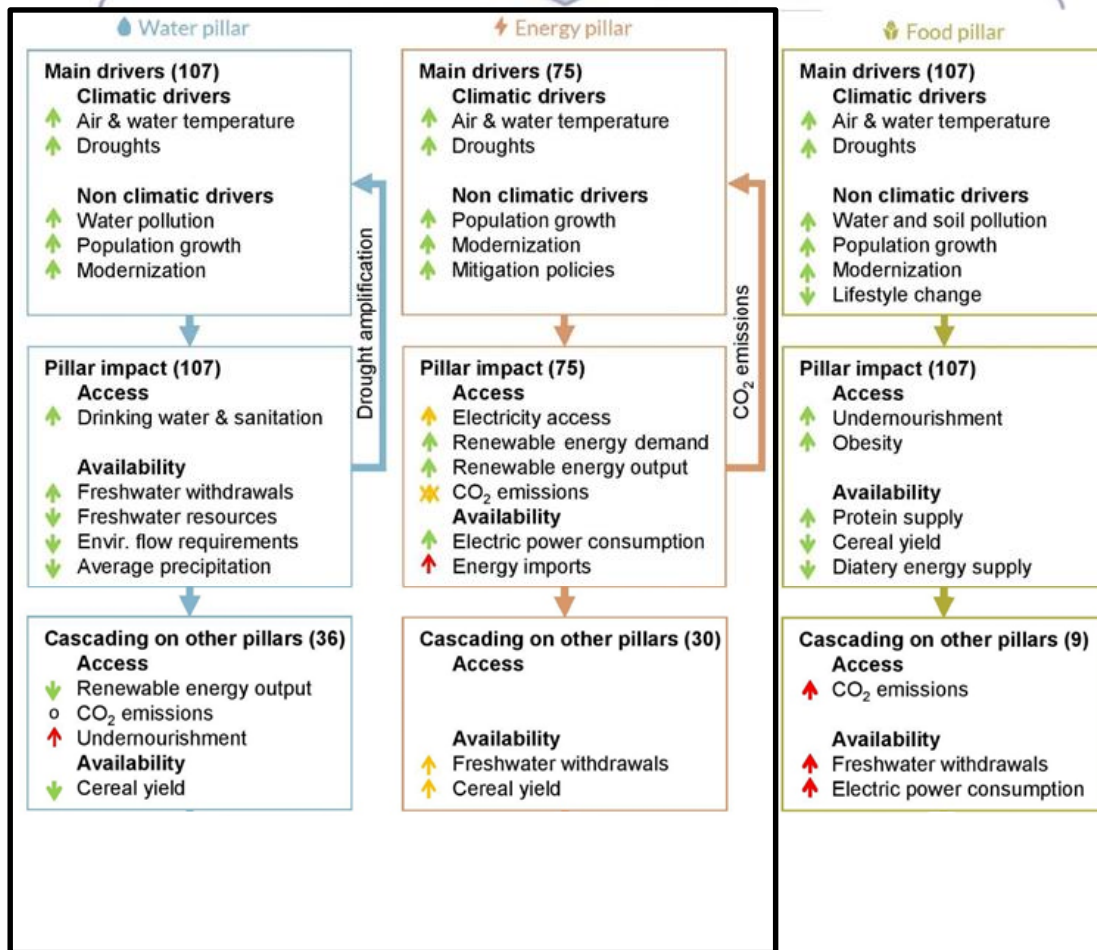 Water pillar
Main drivers (107)
Climatic drivers
Air & water temperature
Droughts
Non climatic drivers
Water pollution
Population growth
Modernization
Pillar impact (107)
Access
Drinking water & sanitation
Availability
Freshwater withdrawals
Freshwater resources
Envir. flow requirements
Average precipitation
Cascading on other pillars (36)
Access
Renewable energy output
o CO₂ emissions
Undernourishment
Availability
Cereal yield
Drought amplification
Energy pillar
Main drivers (75)
Climatic drivers
Air & water temperature
Droughts
Non climatic drivers
Population growth
Modernization
Mitigation policies
Pillar impact (75)
Access
Electricity access
Renewable energy demand
Renewable energy output
CO₂ emissions
Availability
Electric power consumption
Energy imports
Cascading on other pillars (30)
Access
Availability
Freshwater withdrawals
Cereal yield
CO₂ emissions
Food pillar
Main drivers (107)
Climatic drivers
Air & water temperature
Droughts
Non climatic drivers
Water and soil pollution
Population growth
Modernization
Lifestyle change
Pillar impact (107)
Access
Undernourishment
Obesity
Availability
Protein supply
Cereal yield
Diatery energy supply
Cascading on other pillars (9)
Access
CO₂ emissions
Availability
Freshwater withdrawals
Electric power consumption